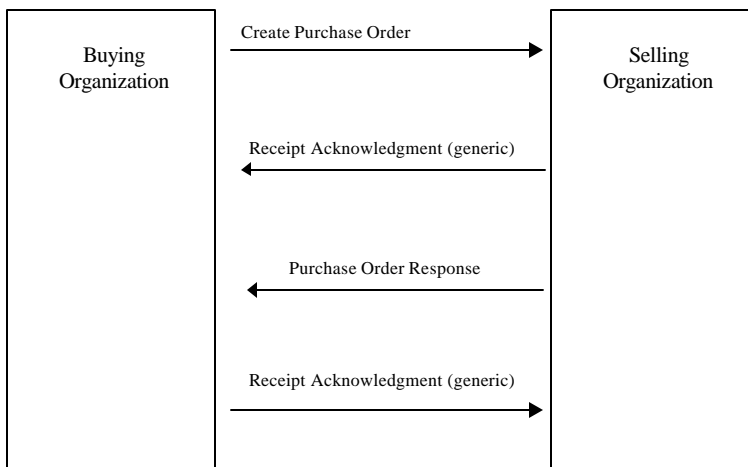 Buying
Organization
Create Purchase Order
Selling
Organization
Receipt Acknowledgment (generic)
Purchase Order Response
Receipt Acknowledgment (generic)